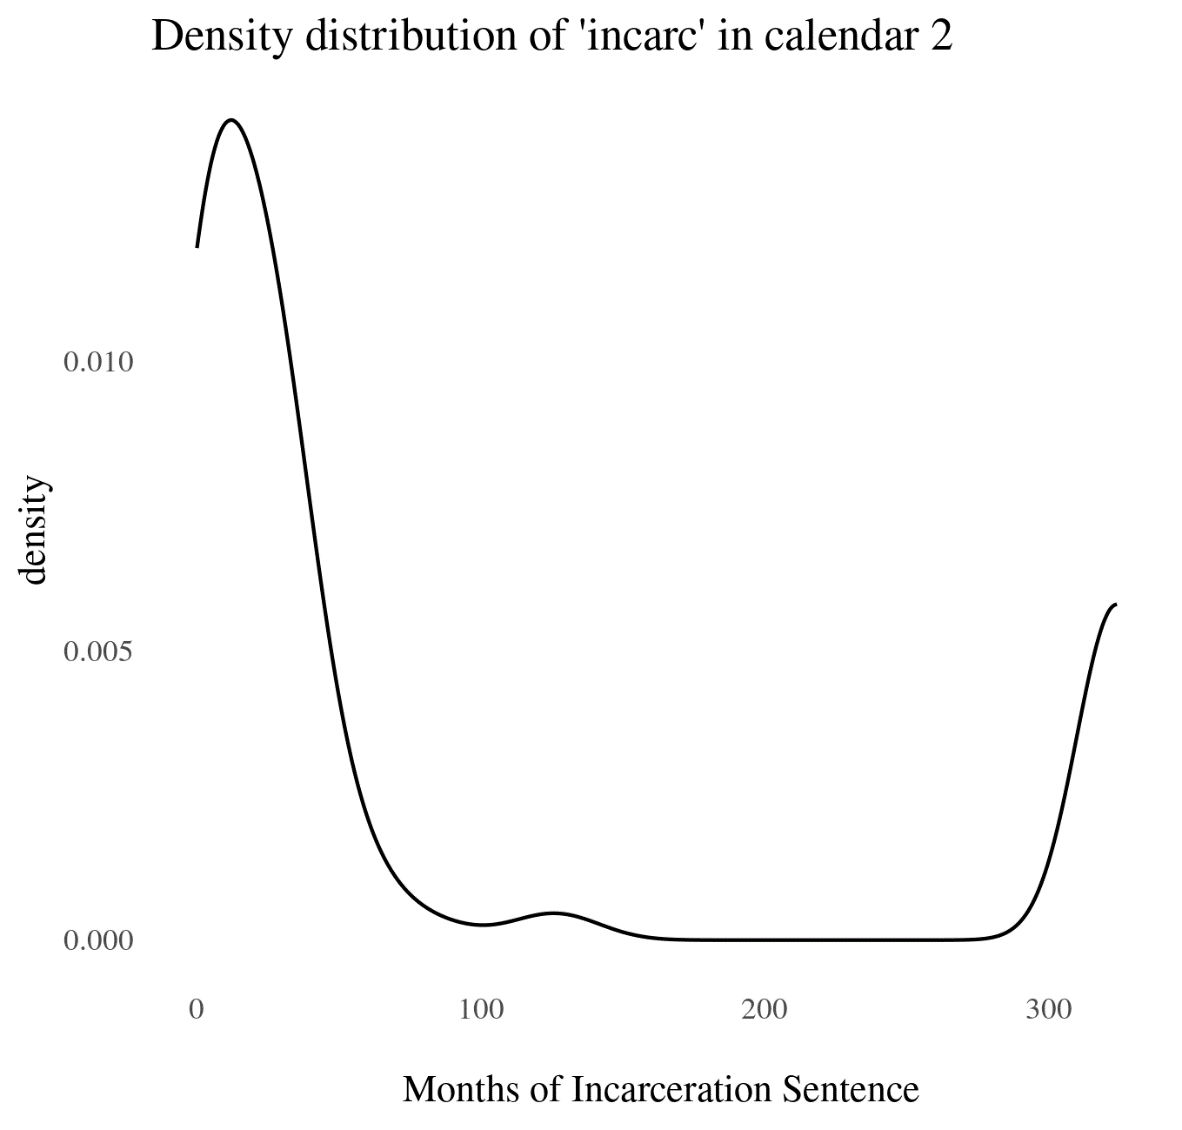 Density distribution of 'incarc' in calendar 2
density
0.010
0.005
0.000
0 100 200 300
Months of Incarceration Sentence